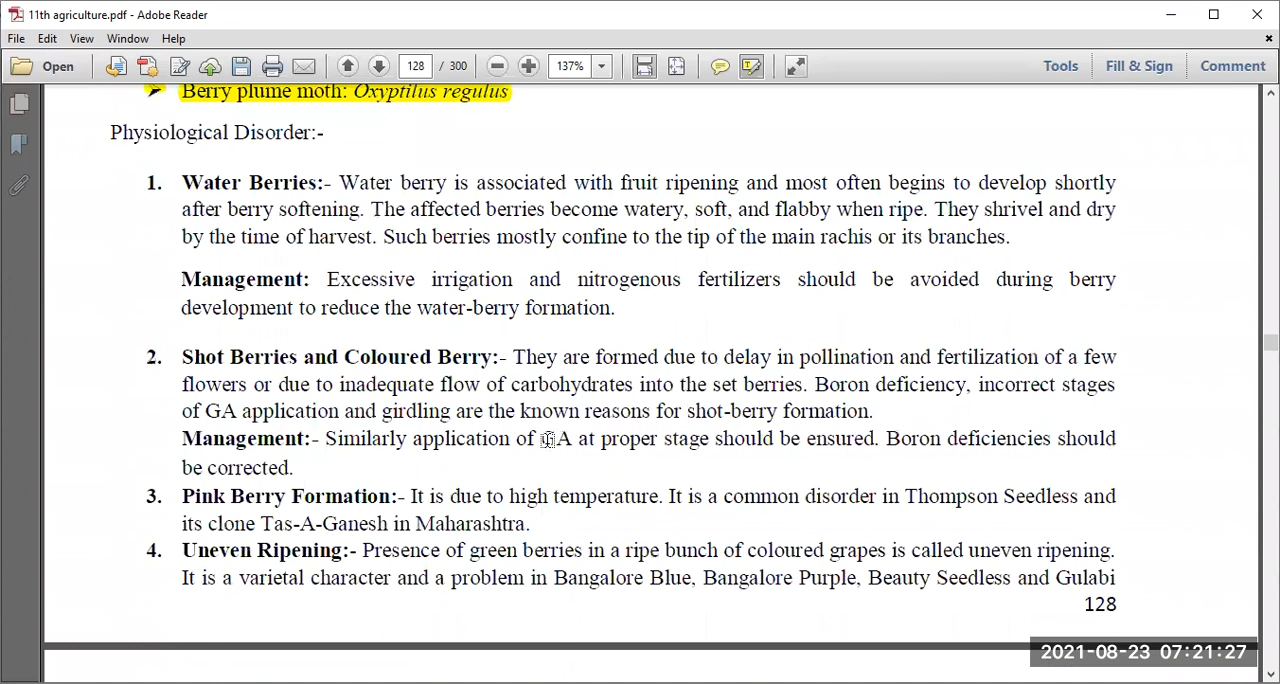 11th agriculture.pdf - Adobe Reader
File Edit View Window Help
Open 128 / 300 137% Tools Fill & Sign Comment
Berry plume moth: Oxyptilus regulus
Physiological Disorder:-
1. Water Berries:- Water berry is associated with fruit ripening and most often begins to develop shortly
after berry softening. The affected berries become watery, soft, and flabby when ripe. They shrivel and dry
by the time of harvest. Such berries mostly confine to the tip of the main rachis or its branches.
Management: Excessive irrigation and nitrogenous fertilizers should be avoided during berry
development to reduce the water-berry formation.
2. Shot Berries and Coloured Berry:- They are formed due to delay in pollination and fertilization of a few
flowers or due to inadequate flow of carbohydrates into the set berries. Boron deficiency, incorrect stages
of GA application and girdling are the known reasons for shot-berry formation.
Management:- Similarly application of GA at proper stage should be ensured. Boron deficiencies should
be corrected.
3. Pink Berry Formation:- It is due to high temperature. It is a common disorder in Thompson Seedless and
its clone Tas-A-Ganesh in Maharashtra.
4. Uneven Ripening:- Presence of green berries in a ripe bunch of coloured grapes is called uneven ripening.
It is a varietal character and a problem in Bangalore Blue, Bangalore Purple, Beauty Seedless and Gulabi
128
2021-08-23 07:21:27